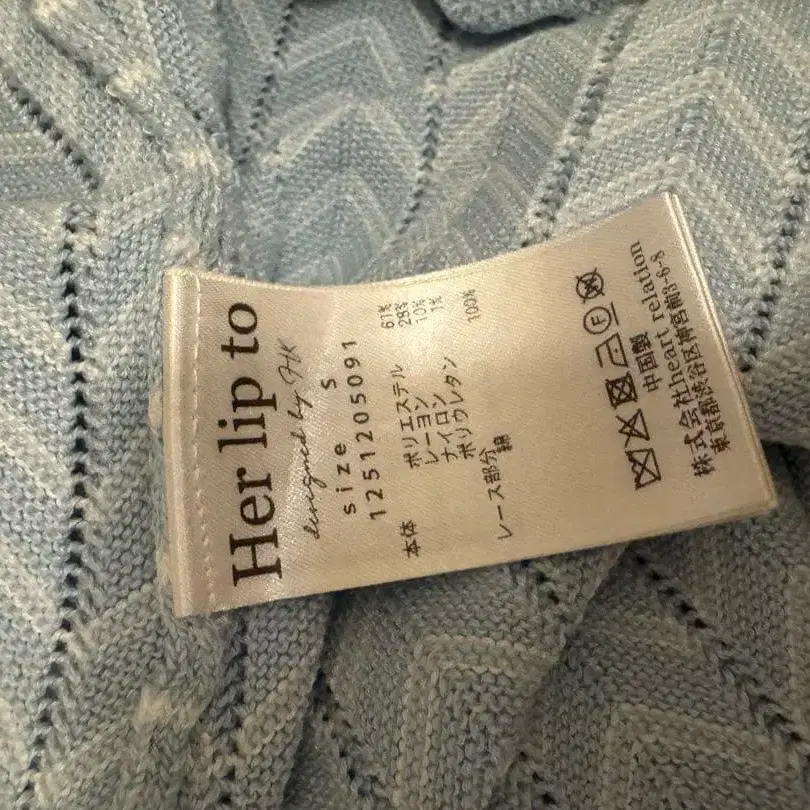 Her lip to
designed by HK
size S
1251205091
本体 ポリエステル 61%
レーヨン 28%
ナイロン 10%
ポリウレタン 1%
レース部分
綿 100%
中国製
株式会社heart relation
東京都渋谷区神宮前3-6-8